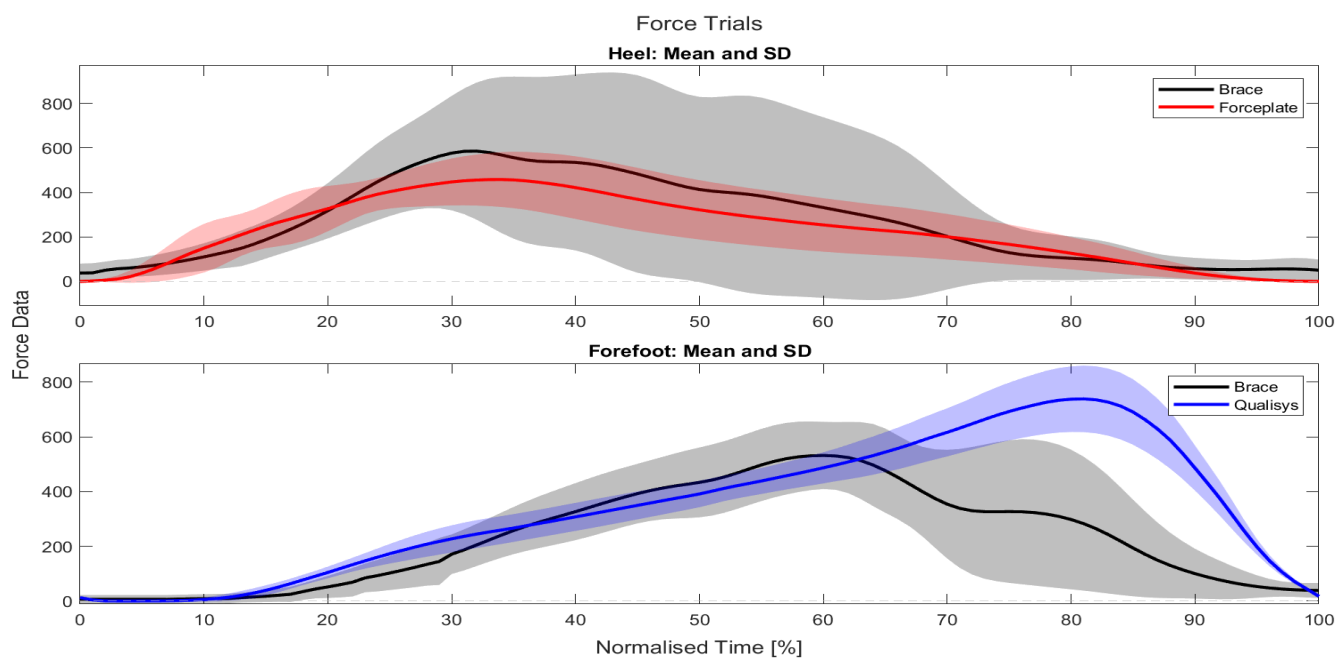 Force Trials
Heel: Mean and SD
800
600
400
200
0
Brace
Forceplate
0 10 20 30 40 50 60 70 80 90 100
Force Data
Forefoot: Mean and SD
800
600
400
200
0
Brace
Qualisys
0 10 20 30 40 50 60 70 80 90 100
Normalised Time [%]